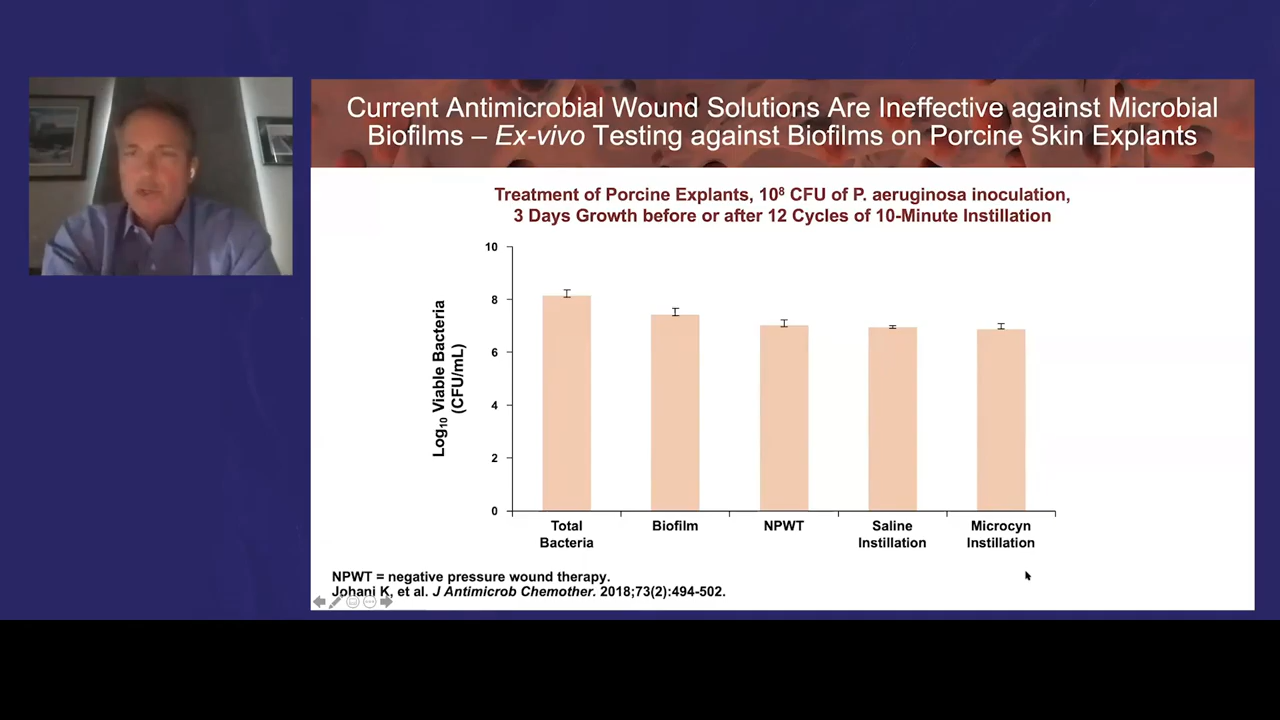 Current Antimicrobial Wound Solutions Are Ineffective against Microbial
Biofilms – Ex-vivo Testing against Biofilms on Porcine Skin Explants
Treatment of Porcine Explants, 10⁸ CFU of P. aeruginosa inoculation,
3 Days Growth before or after 12 Cycles of 10-Minute Instillation
Log₁₀ Viable Bacteria
(CFU/mL)
10
8
6
4
2
0
Total
Bacteria
Biofilm
NPWT
Saline
Instillation
Microcyn
Instillation
NPWT = negative pressure wound therapy.
Johani K, et al. J Antimicrob Chemother. 2018;73(2):494-502.